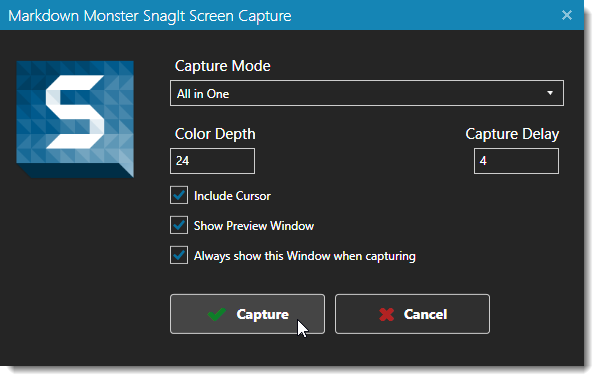 Markdown Monster SnagIt Screen Capture
S
Capture Mode
All in One
Color Depth
Capture Delay
24
4
Include Cursor
Show Preview Window
Always show this Window when capturing
Capture
Cancel